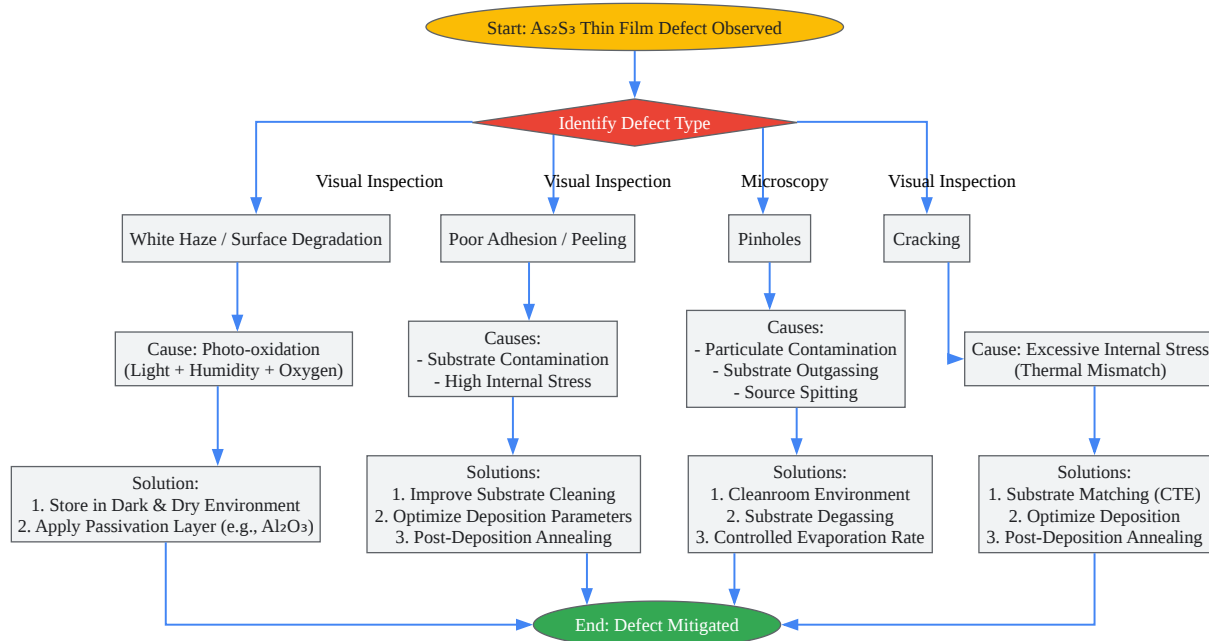 Start: As₂S₃ Thin Film Defect Observed
Identify Defect Type
Visual Inspection
Visual Inspection
Microscopy
Visual Inspection
White Haze / Surface Degradation
Poor Adhesion / Peeling
Pinholes
Cracking
Cause: Photo-oxidation
(Light + Humidity + Oxygen)
Causes:
- Substrate Contamination
- High Internal Stress
Causes:
- Particulate Contamination
- Substrate Outgassing
- Source Spitting
Cause: Excessive Internal Stress
(Thermal Mismatch)
Solution:
1. Store in Dark & Dry Environment
2. Apply Passivation Layer (e.g., Al₂O₃)
Solutions:
1. Improve Substrate Cleaning
2. Optimize Deposition Parameters
3. Post-Deposition Annealing
Solutions:
1. Cleanroom Environment
2. Substrate Degassing
3. Controlled Evaporation Rate
Solutions:
1. Substrate Matching (CTE)
2. Optimize Deposition
3. Post-Deposition Annealing
End: Defect Mitigated